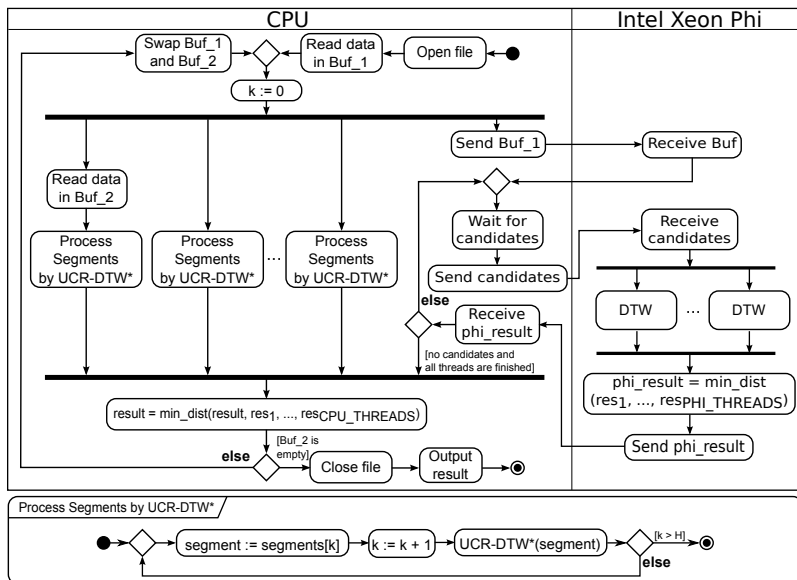 CPU
Intel Xeon Phi
Swap Buf_1
and Buf_2
Read data
in Buf_1
Open file
k := 0
Send Buf_1
Receive Buf
Read data
in Buf_2
Wait for
candidates
Receive
candidates
Process
Segments
by UCR-DTW*
Process
Segments
by UCR-DTW*
...
Process
Segments
by UCR-DTW*
Send candidates
else
DTW
...
DTW
Receive
phi_result
[no candidates and
all threads are finished]
phi_result = min_dist
(res1, ..., resPHI_THREADS)
result = min_dist(result, res1, ..., resCPU_THREADS)
Send phi_result
[Buf_2 is
empty]
else
Close file
Output
result
Process Segments by UCR-DTW*
segment := segments[k]
k := k + 1
UCR-DTW*(segment)
[k > H]
else